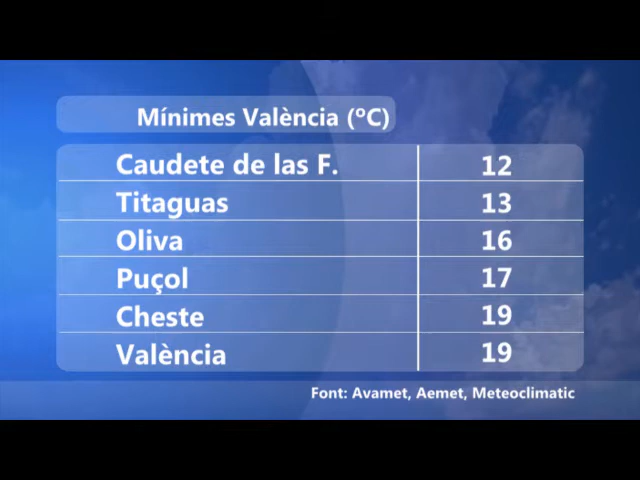 Mínimes València (ºC)
Caudete de las F. 12
Titaguas 13
Oliva 16
Puçol 17
Cheste 19
València 19
Font: Avamet, Aemet, Meteoclimatic